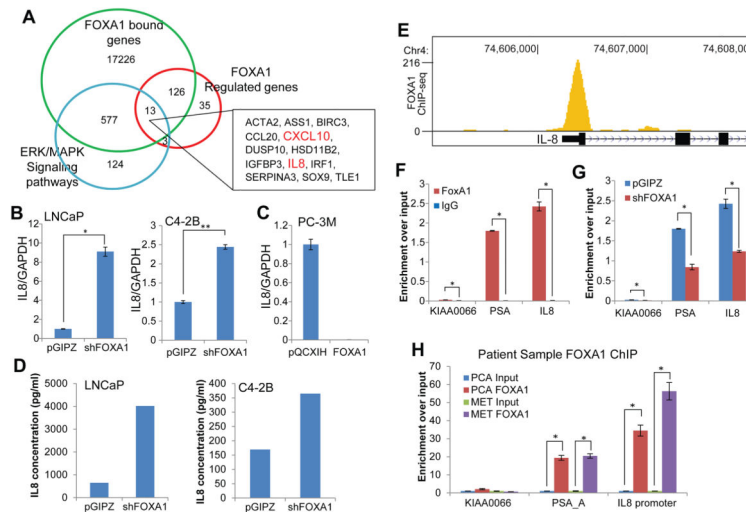 A
FOXA1 bound
genes
17226
FOXA1
Regulated genes
126
35
13
577
3
ERK/MAPK
Signaling
pathways
124
ACTA2, ASS1, BIRC3,
CCL20, CXCL10,
DUSP10, HSD11B2,
IGFBP3, IL8, IRF1,
SERPINA3, SOX9, TLE1
B
LNCaP
IL8/GAPDH
10
8
6
4
2
0
*
pGIPZ shFOXA1
C4-2B
IL8/GAPDH
3
2.5
2
1.5
1
0.5
0
**
pGIPZ shFOXA1
C
PC-3M
IL8/GAPDH
1.2
1
0.8
0.6
0.4
0.2
0
pQCXIH FOXA1
D
LNCaP
IL8 concentration (pg/ml)
5000
4000
3000
2000
1000
0
pGIPZ shFOXA1
C4-2B
IL8 concentration (pg/ml)
400
300
200
100
0
pGIPZ shFOXA1
E
Chr4: 74,606,000| 74,607,000| 74,608,000
216
FOXA1
ChIP-seq
0
IL-8
F
FoxA1
IgG
Enrichment over input
3
2.5
2
1.5
1
0.5
0
*
*
*
KIAA0066 PSA IL8
G
pGIPZ
shFOXA1
Enrichment over input
3
2.5
2
1.5
1
0.5
0
*
*
*
KIAA0066 PSA IL8
H
Patient Sample FOXA1 ChIP
PCA Input
PCA FOXA1
MET Input
MET FOXA1
Enrichment over input
70
60
50
40
30
20
10
0
*
*
*
*
KIAA0066 PSA_A IL8 promoter